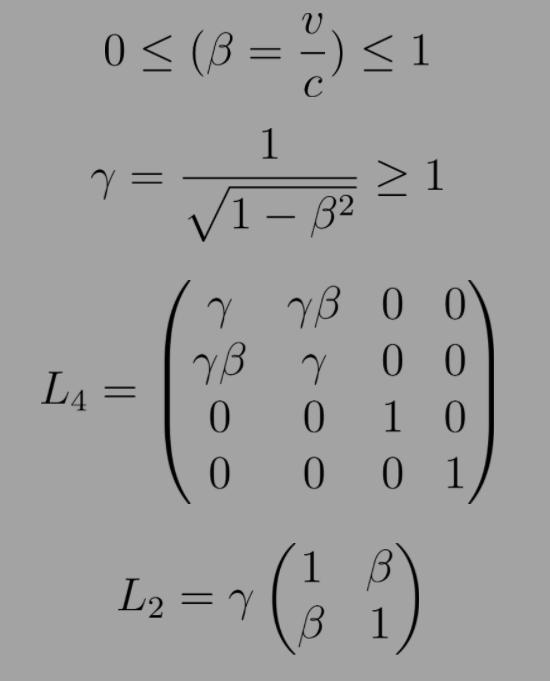 0 ≤ (β = v/c) ≤ 1
γ = 1/√(1 − β²) ≥ 1
L₄ = ( γ γβ 0 0
γβ γ 0 0
0 0 1 0
0 0 0 1 )
L₂ = γ ( 1 β
β 1 )